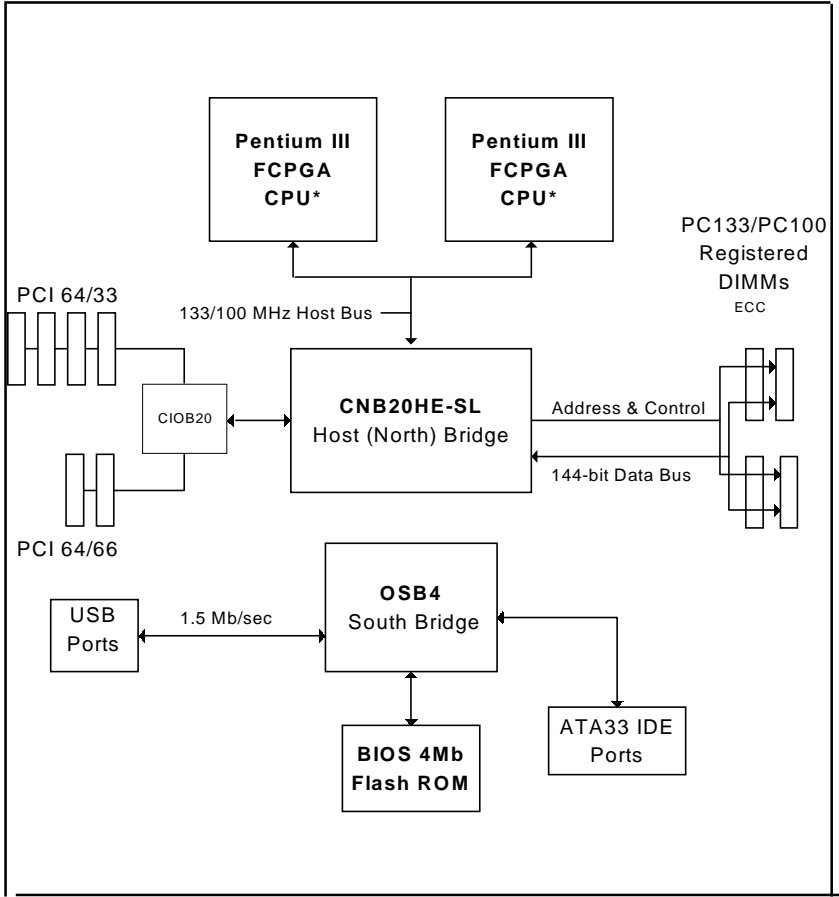 Pentium III
FCPGA
CPU*
Pentium III
FCPGA
CPU*
PC133/PC100
Registered
DIMMs
ECC
PCI 64/33
133/100 MHz Host Bus
CIOB20
CNB20HE-SL
Host (North) Bridge
Address & Control
144-bit Data Bus
PCI 64/66
USB
Ports
1.5 Mb/sec
OSB4
South Bridge
BIOS 4Mb
Flash ROM
ATA33 IDE
Ports